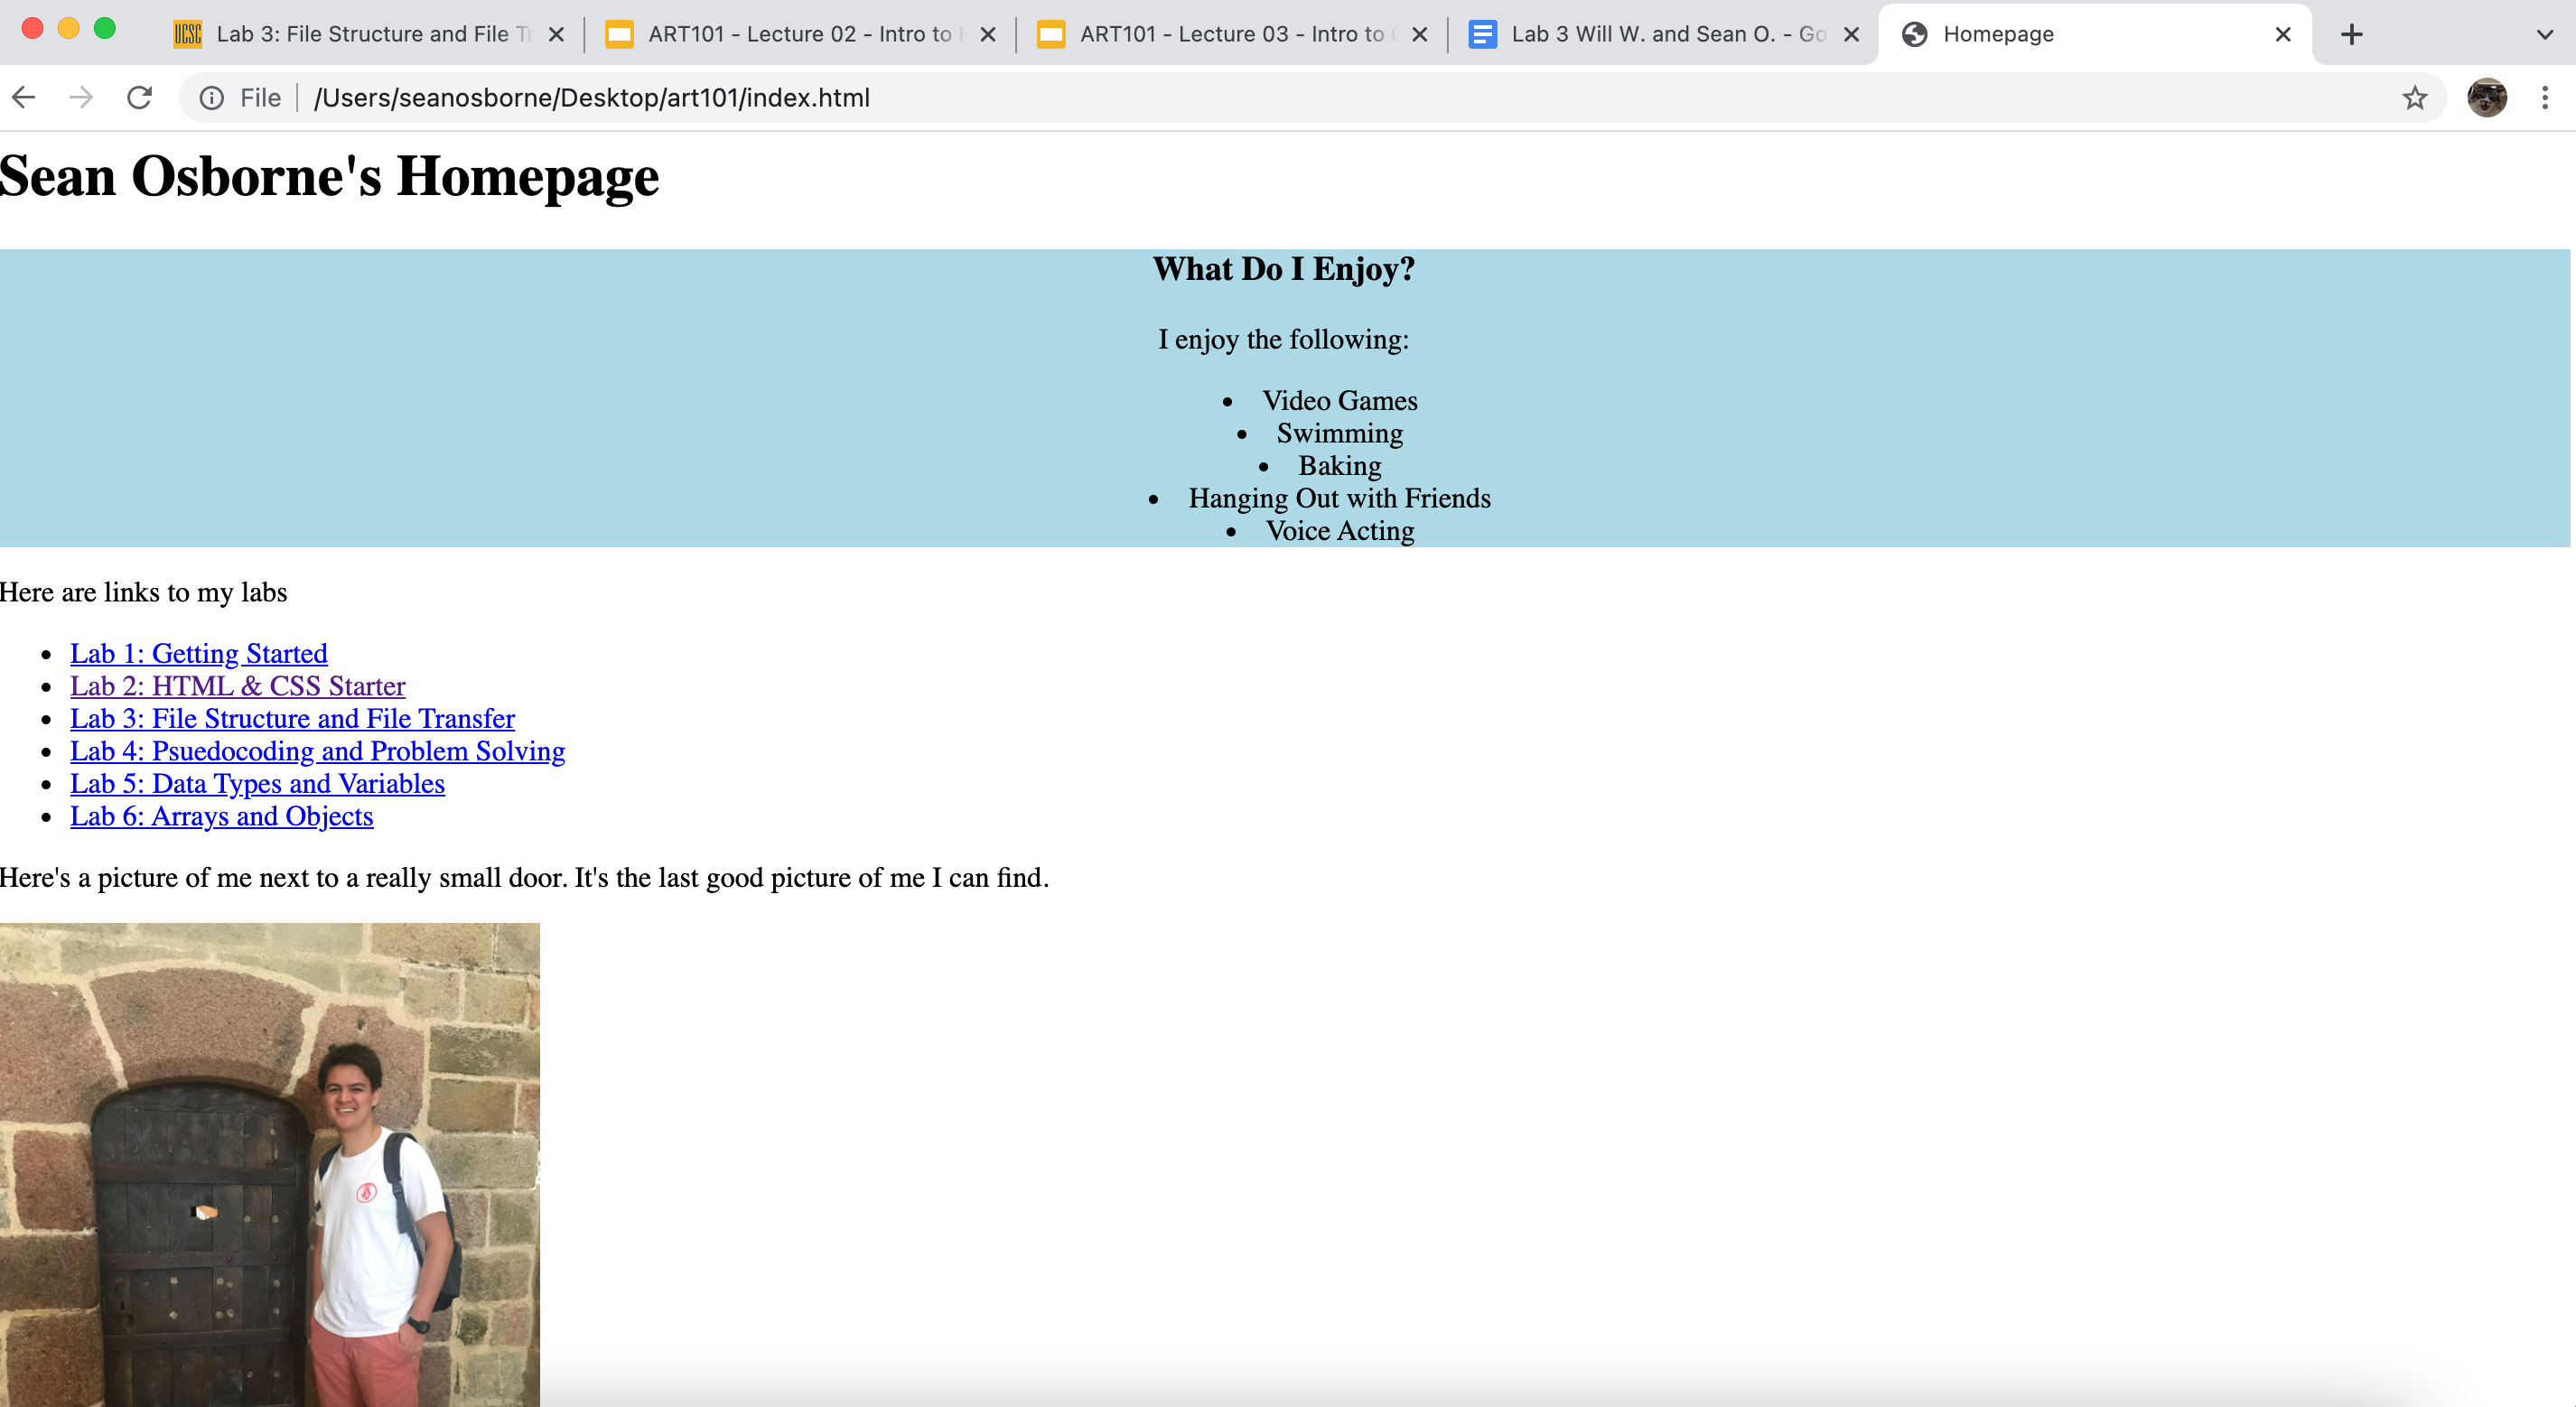 UCSC
Lab 3: File Structure and File
ART101 - Lecture 02 - Intro to
ART101 - Lecture 03 - Intro to
Lab 3 Will W. and Sean O. - Go
Homepage
File
/Users/seanosborne/Desktop/art101/index.html
Sean Osborne's Homepage
What Do I Enjoy?
I enjoy the following:
• Video Games
• Swimming
• Baking
• Hanging Out with Friends
• Voice Acting
Here are links to my labs
• Lab 1: Getting Started
• Lab 2: HTML & CSS Starter
• Lab 3: File Structure and File Transfer
• Lab 4: Psuedocoding and Problem Solving
• Lab 5: Data Types and Variables
• Lab 6: Arrays and Objects
Here's a picture of me next to a really small door. It's the last good picture of me I can find.